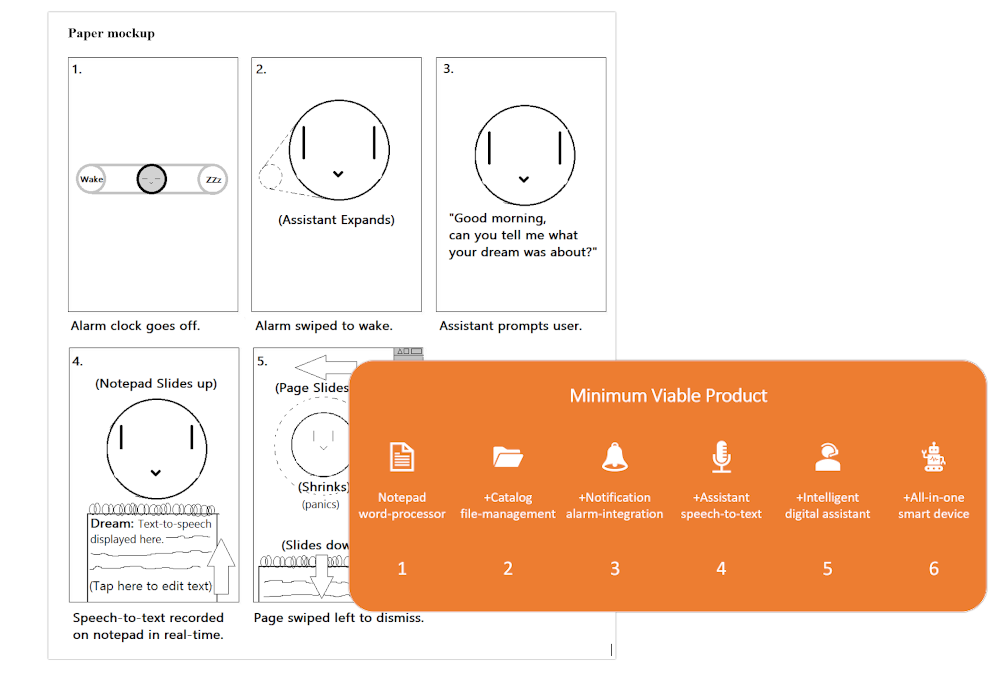 Paper mockup
1.
Wake
ZZz
Alarm clock goes off.
2.
(Assistant Expands)
Alarm swiped to wake.
3.
"Good morning,
can you tell me what
your dream was about?"
Assistant prompts user.
4.
(Notepad Slides up)
Dream: Text-to-speech
displayed here.
(Tap here to edit text)
Speech-to-text recorded
on notepad in real-time.
5.
(Page Slides
(Shrinks)
(panics)
(Slides dow
Page swiped left to dismiss.
Minimum Viable Product
Notepad
word-processor
1
+Catalog
file-management
2
+Notification
alarm-integration
3
+Assistant
speech-to-text
4
+Intelligent
digital assistant
5
+All-in-one
smart device
6